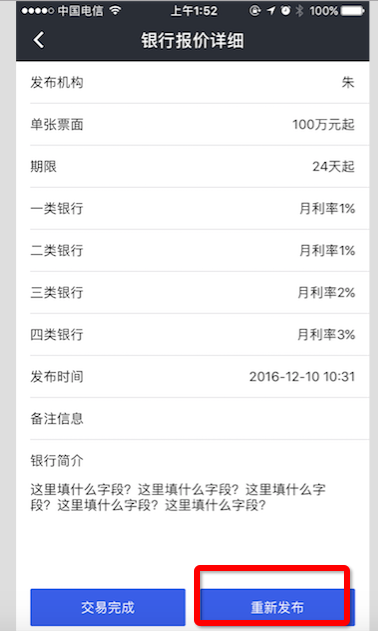 中国电信 上午1:52 100%
银行报价详细
发布机构 朱
单张票面 100万元起
期限 24天起
一类银行 月利率1%
二类银行 月利率1%
三类银行 月利率2%
四类银行 月利率3%
发布时间 2016-12-10 10:31
备注信息
银行简介
这里填什么字段？这里填什么字段？这里填什么字
段？这里填什么字段？这里填什么字段？
交易完成 重新发布